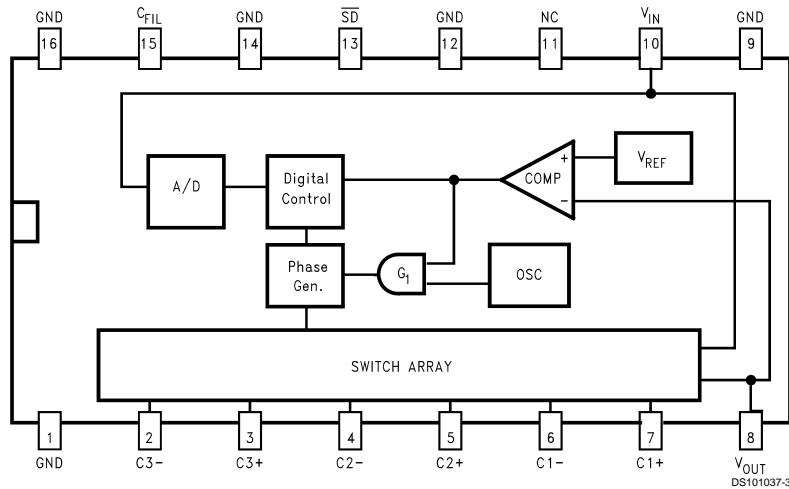 GND C_FIL GND SD̅ GND NC V_IN GND
16 15 14 13 12 11 10 9
A/D
Digital
Control
COMP
+
−
V_REF
Phase
Gen.
G_1
OSC
SWITCH ARRAY
1 2 3 4 5 6 7 8
GND C3− C3+ C2− C2+ C1− C1+ V_OUT
DS101037-3